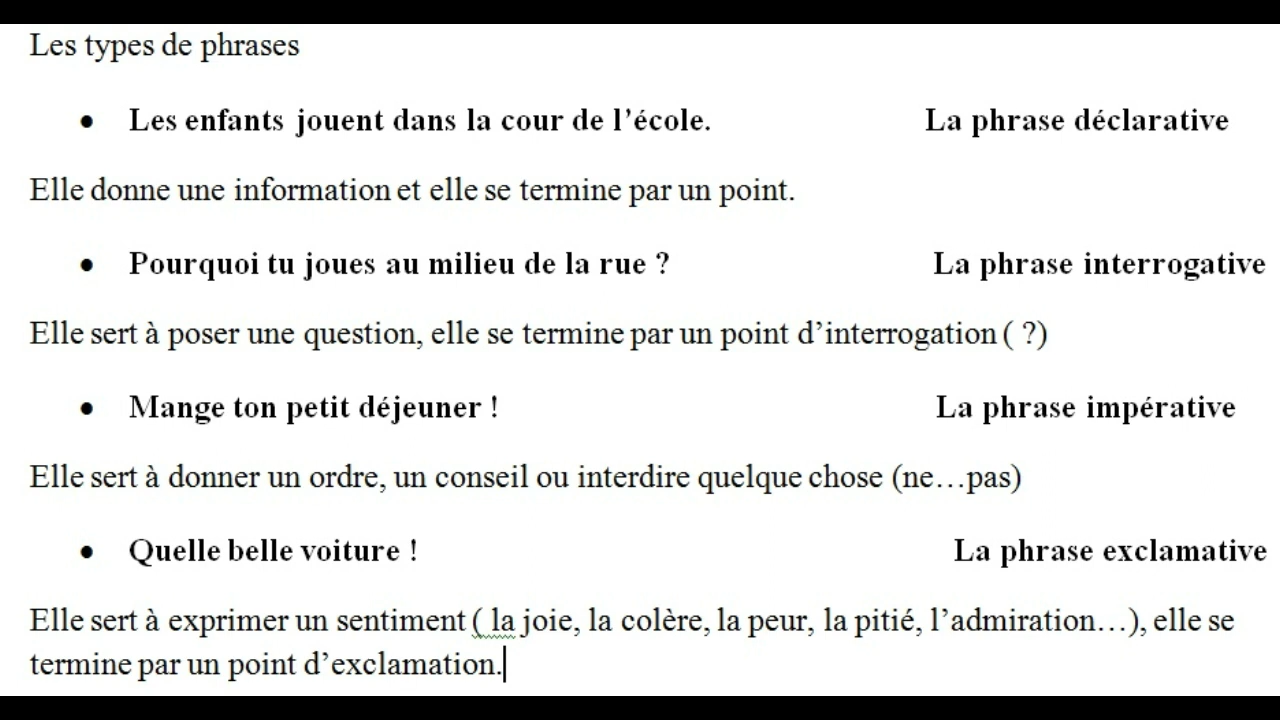 Les types de phrases
• Les enfants jouent dans la cour de l’école. La phrase déclarative
Elle donne une information et elle se termine par un point.
• Pourquoi tu joues au milieu de la rue ? La phrase interrogative
Elle sert à poser une question, elle se termine par un point d’interrogation ( ?)
• Mange ton petit déjeuner ! La phrase impérative
Elle sert à donner un ordre, un conseil ou interdire quelque chose (ne…pas)
• Quelle belle voiture ! La phrase exclamative
Elle sert à exprimer un sentiment ( la joie, la colère, la peur, la pitié, l’admiration…), elle se
termine par un point d’exclamation.